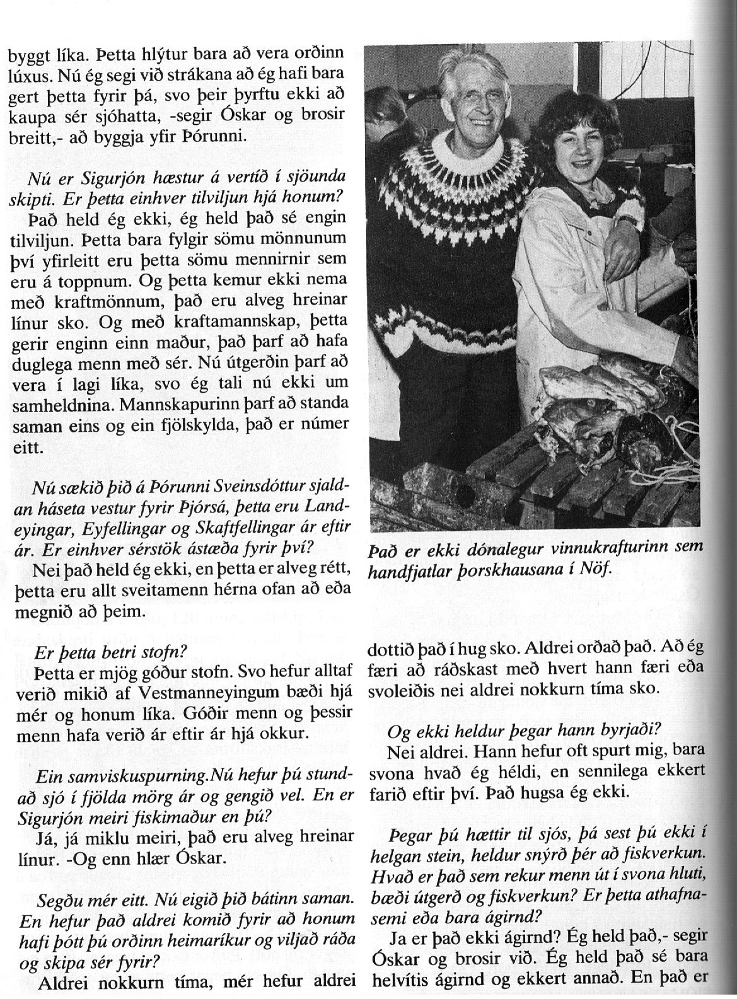 byggt líka. Þetta hlýtur bara að vera orðinn
lúxus. Nú ég segi við strákana að ég hafi bara
gert þetta fyrir þá, svo þeir þyrftu ekki að
kaupa sér sjóhatta, -segir Óskar og brosir
breitt,- að byggja yfir Þórunni.
Nú er Sigurjón hæstur á vertíð í sjöunda
skipti. Er þetta einhver tilviljun hjá honum?
Það held ég ekki, ég held það sé engin
tilviljun. Þetta bara fylgir sömu mönnunum
því yfirleitt eru þetta sömu mennirnir sem
eru á toppnum. Og þetta kemur ekki nema
með kraftmönnum, það eru alveg hreinar
línur sko. Og með kraftamannskap, þetta
gerir enginn einn maður, það þarf að hafa
duglega menn með sér. Nú útgerðin þarf að
vera í lagi líka, svo ég tali nú ekki um
samheldnina. Mannskapurinn þarf að standa
saman eins og ein fjölskylda, það er númer
eitt.
Nú sækið þið á Þórunni Sveinsdóttur sjald-
an háseta vestur fyrir Þjórsá, þetta eru Land-
eyingar, Eyfellingar og Skaftfellingar ár eftir
ár. Er einhver sérstök ástæða fyrir því?
Nei það held ég ekki, en þetta er alveg rétt,
þetta eru allt sveitamenn hérna ofan að eða
megnið að þeim.
Er þetta betri stofn?
Þetta er mjög góður stofn. Svo hefur alltaf
verið mikið af Vestmanneyingum bæði hjá
mér og honum líka. Góðir menn og þessir
menn hafa verið ár eftir ár hjá okkur.
Ein samviskuspurning.Nú hefur þú stund-
að sjó í fjölda mörg ár og gengið vel. En er
Sigurjón meiri fiskimaður en þú?
Já, já miklu meiri, það eru alveg hreinar
línur. -Og enn hlær Óskar.
Segðu mér eitt. Nú eigið þið bátinn saman.
En hefur það aldrei komið fyrir að honum
hafi þótt þú orðinn heimaríkur og viljað ráða
og skipa sér fyrir?
Aldrei nokkurn tíma, mér hefur aldrei
Það er ekki dónalegur vinnukrafturinn sem
handfjatlar þorskhausana í Nöf.
dottið það í hug sko. Aldrei orðað það. Að ég
færi að ráðskast með hvert hann færi eða
svoleiðis nei aldrei nokkurn tíma sko.
Og ekki heldur þegar hann byrjaði?
Nei aldrei. Hann hefur oft spurt mig, bara
svona hvað ég héldi, en sennilega ekkert
farið eftir því. Það hugsa ég ekki.
Þegar þú hættir til sjós, þá sest þú ekki í
helgan stein, heldur snýrð þér að fiskverkun.
Hvað er það sem rekur menn út í svona hluti,
bæði útgerð og fiskverkun? Er þetta athafna-
semi eða bara ágirnd?
Ja er það ekki ágirnd? Ég held það,- segir
Óskar og brosir við. Ég held það sé bara
helvítis ágirnd og ekkert annað. En það er